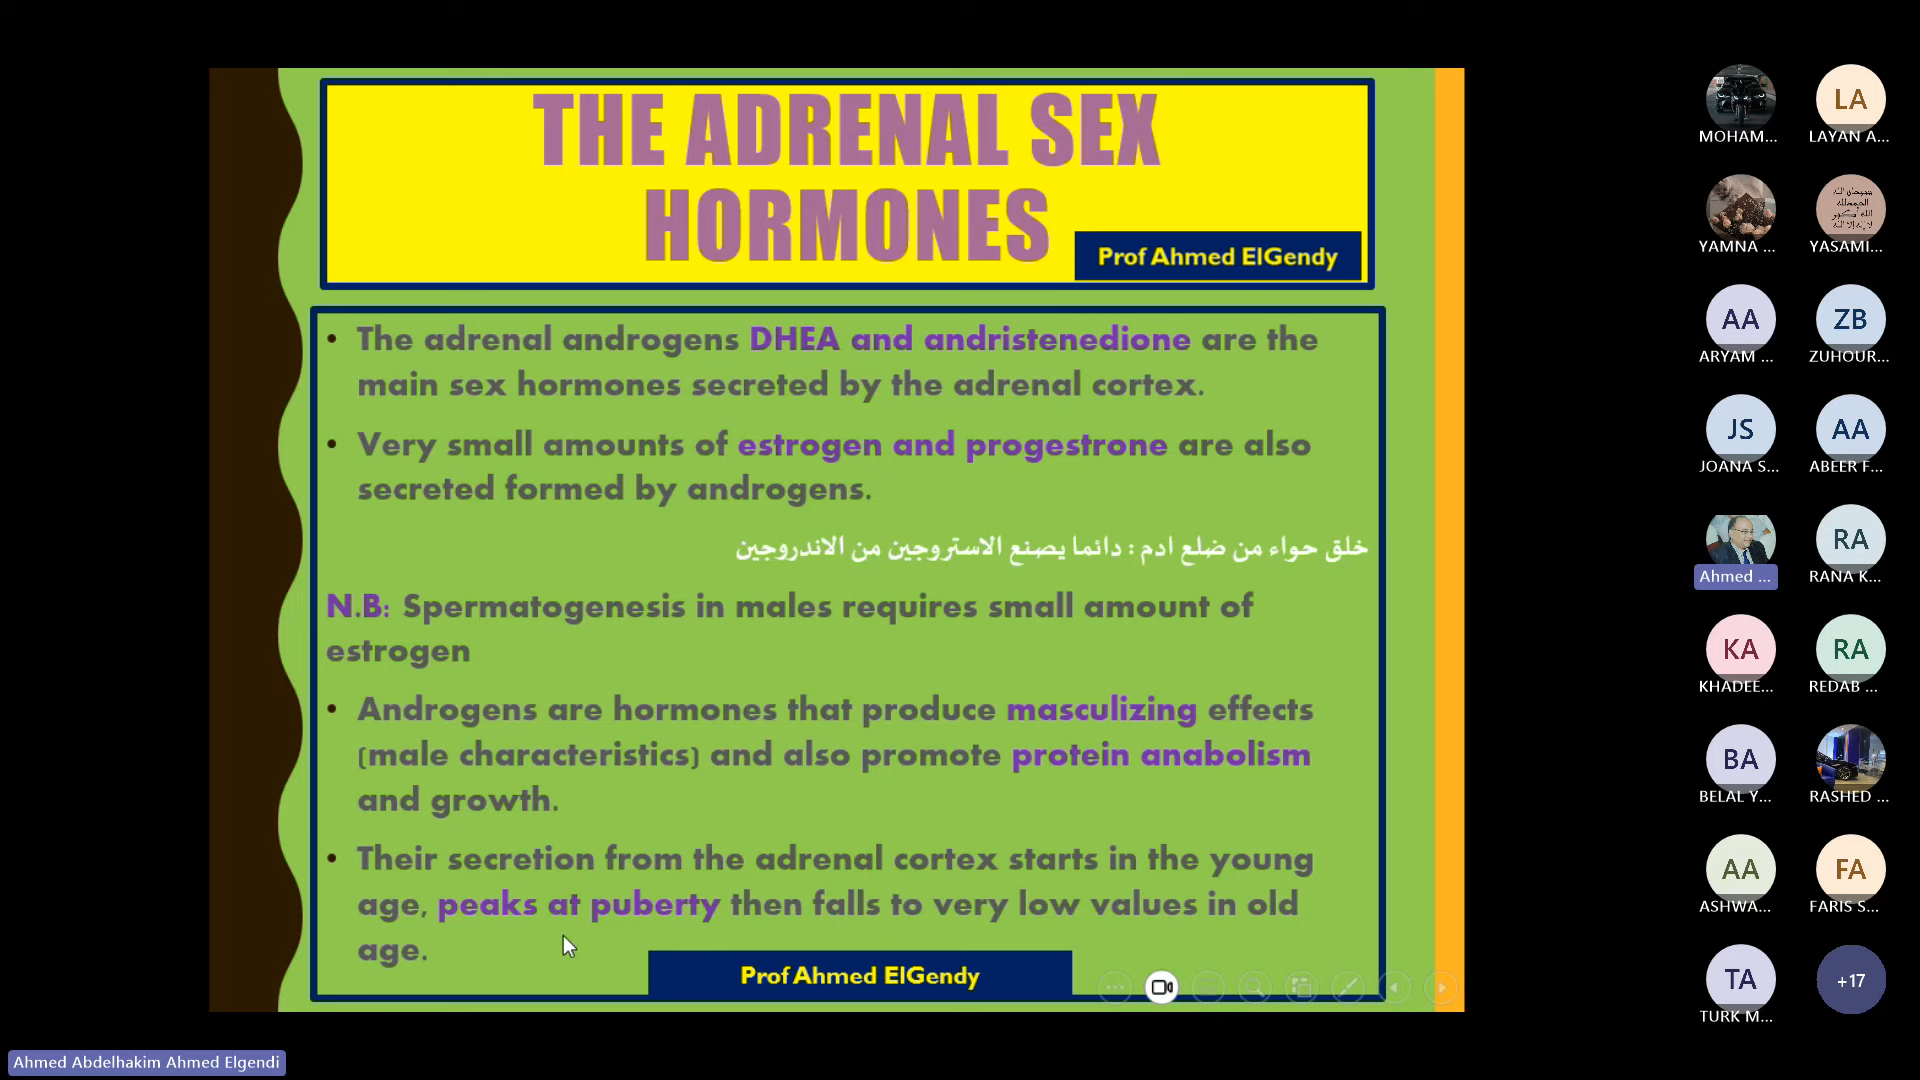 THE ADRENAL SEX
HORMONES
Prof Ahmed ElGendy
• The adrenal androgens DHEA and andristenedione are the
main sex hormones secreted by the adrenal cortex.
• Very small amounts of estrogen and progestrone are also
secreted formed by androgens.
خلق حواء من ضلع ادم : دائما يصنع الاستروجين من الاندروجين
N.B: Spermatogenesis in males requires small amount of
estrogen
• Androgens are hormones that produce masculizing effects
(male characteristics) and also promote protein anabolism
and growth.
• Their secretion from the adrenal cortex starts in the young
age, peaks at puberty then falls to very low values in old
age.
Prof Ahmed ElGendy
LA
MOHAM...
LAYAN A...
YAMNA ...
YASAMI...
AA
ZB
ARYAM ...
ZUHOUR...
JS
AA
JOANA S...
ABEER F...
RA
Ahmed ...
RANA K...
KA
RA
KHADEE...
REDAB ...
BA
BELAL Y...
RASHED ...
AA
FA
ASHWA...
FARIS S...
TA
+17
TURK M...
Ahmed Abdelhakim Ahmed Elgendi